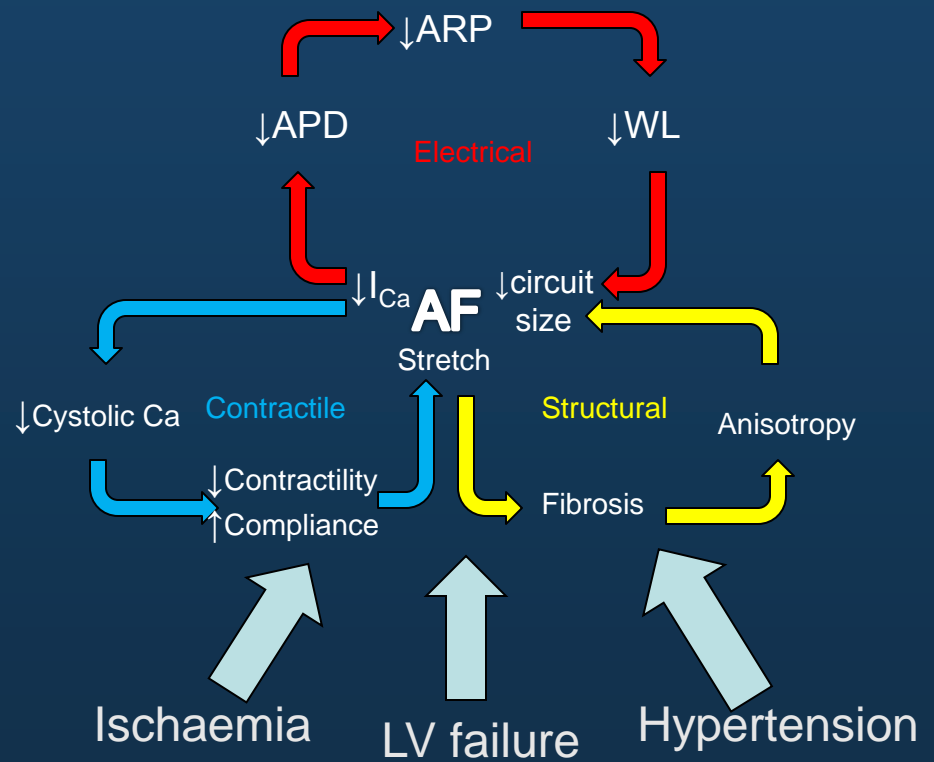 ↓ARP
↓APD
↓WL
Electrical
↓I_Ca
AF
↓circuit
size
Stretch
↓Cystolic Ca
Contractile
Structural
Anisotropy
↓Contractility
↑Compliance
Fibrosis
Ischaemia
LV failure
Hypertension